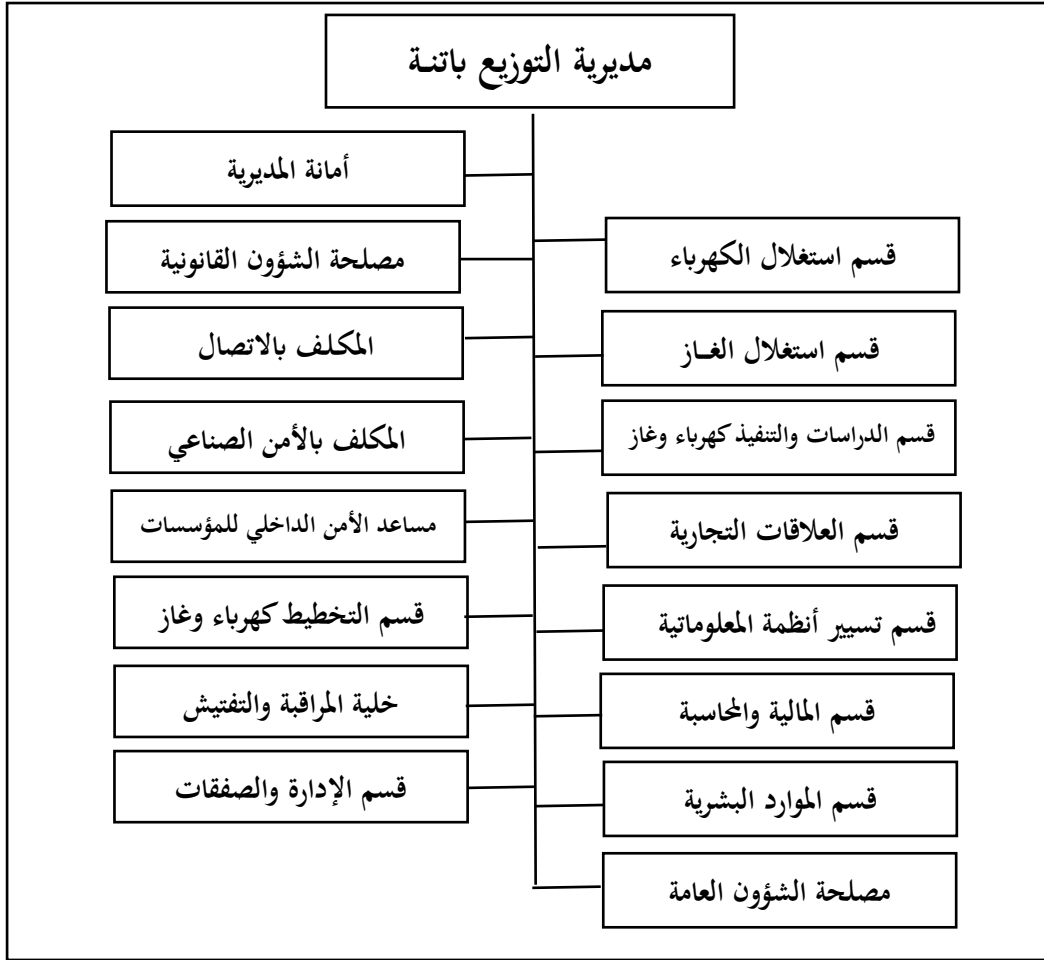 مديرية التوزيع باتنة
أمانة المديرية
مصلحة الشؤون القانونية
المكلف بالاتصال
المكلف بالأمن الصناعي
مساعد الأمن الداخلي للمؤسسات
قسم التخطيط كهرباء وغاز
خلية المراقبة والتفتيش
قسم الإدارة والصفقات
قسم استغلال الكهرباء
قسم استغلال الغاز
قسم الدراسات والتنفيذ كهرباء وغاز
قسم العلاقات التجارية
قسم تسيير أنظمة المعلوماتية
قسم المالية والمحاسبة
قسم الموارد البشرية
مصلحة الشؤون العامة